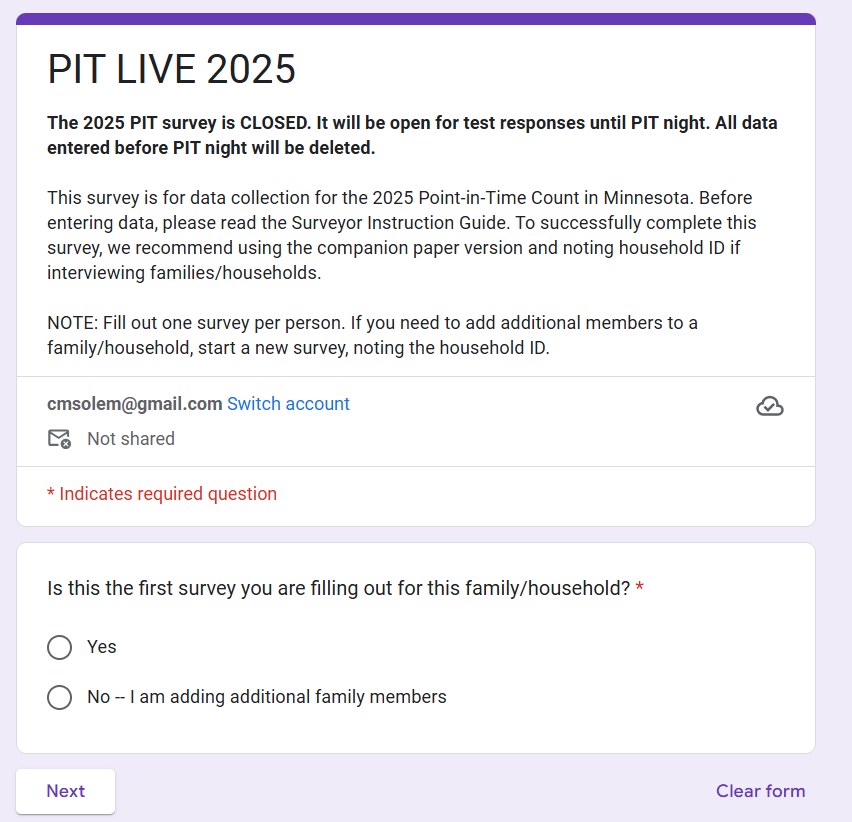 PIT LIVE 2025
The 2025 PIT survey is CLOSED. It will be open for test responses until PIT night. All data
entered before PIT night will be deleted.
This survey is for data collection for the 2025 Point-in-Time Count in Minnesota. Before
entering data, please read the Surveyor Instruction Guide. To successfully complete this
survey, we recommend using the companion paper version and noting household ID if
interviewing families/households.
NOTE: Fill out one survey per person. If you need to add additional members to a
family/household, start a new survey, noting the household ID.
cmsolem@gmail.com Switch account
Not shared
* Indicates required question
Is this the first survey you are filling out for this family/household? *
Yes
No -- I am adding additional family members
Next
Clear form